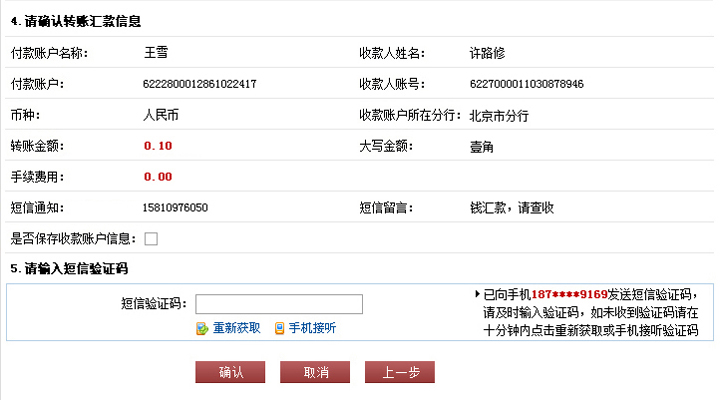 4.请确认转账汇款信息
付款账户名称： 王雪 收款人姓名： 许路修
付款账户： 6222800012861022417 收款人账号： 6227000011030878946
币种： 人民币 收款账户所在分行： 北京市分行
转账金额： 0.10 大写金额： 壹角
手续费用： 0.00
短信通知： 15810976050 短信留言： 钱汇款，请查收
是否保存收款账户信息：
5.请输入短信验证码
短信验证码：
已向手机187****9169发送短信验证码，
请及时输入验证码，如未收到验证码请在
十分钟内点击重新获取或手机接听验证码
重新获取 手机接听
确认 取消 上一步